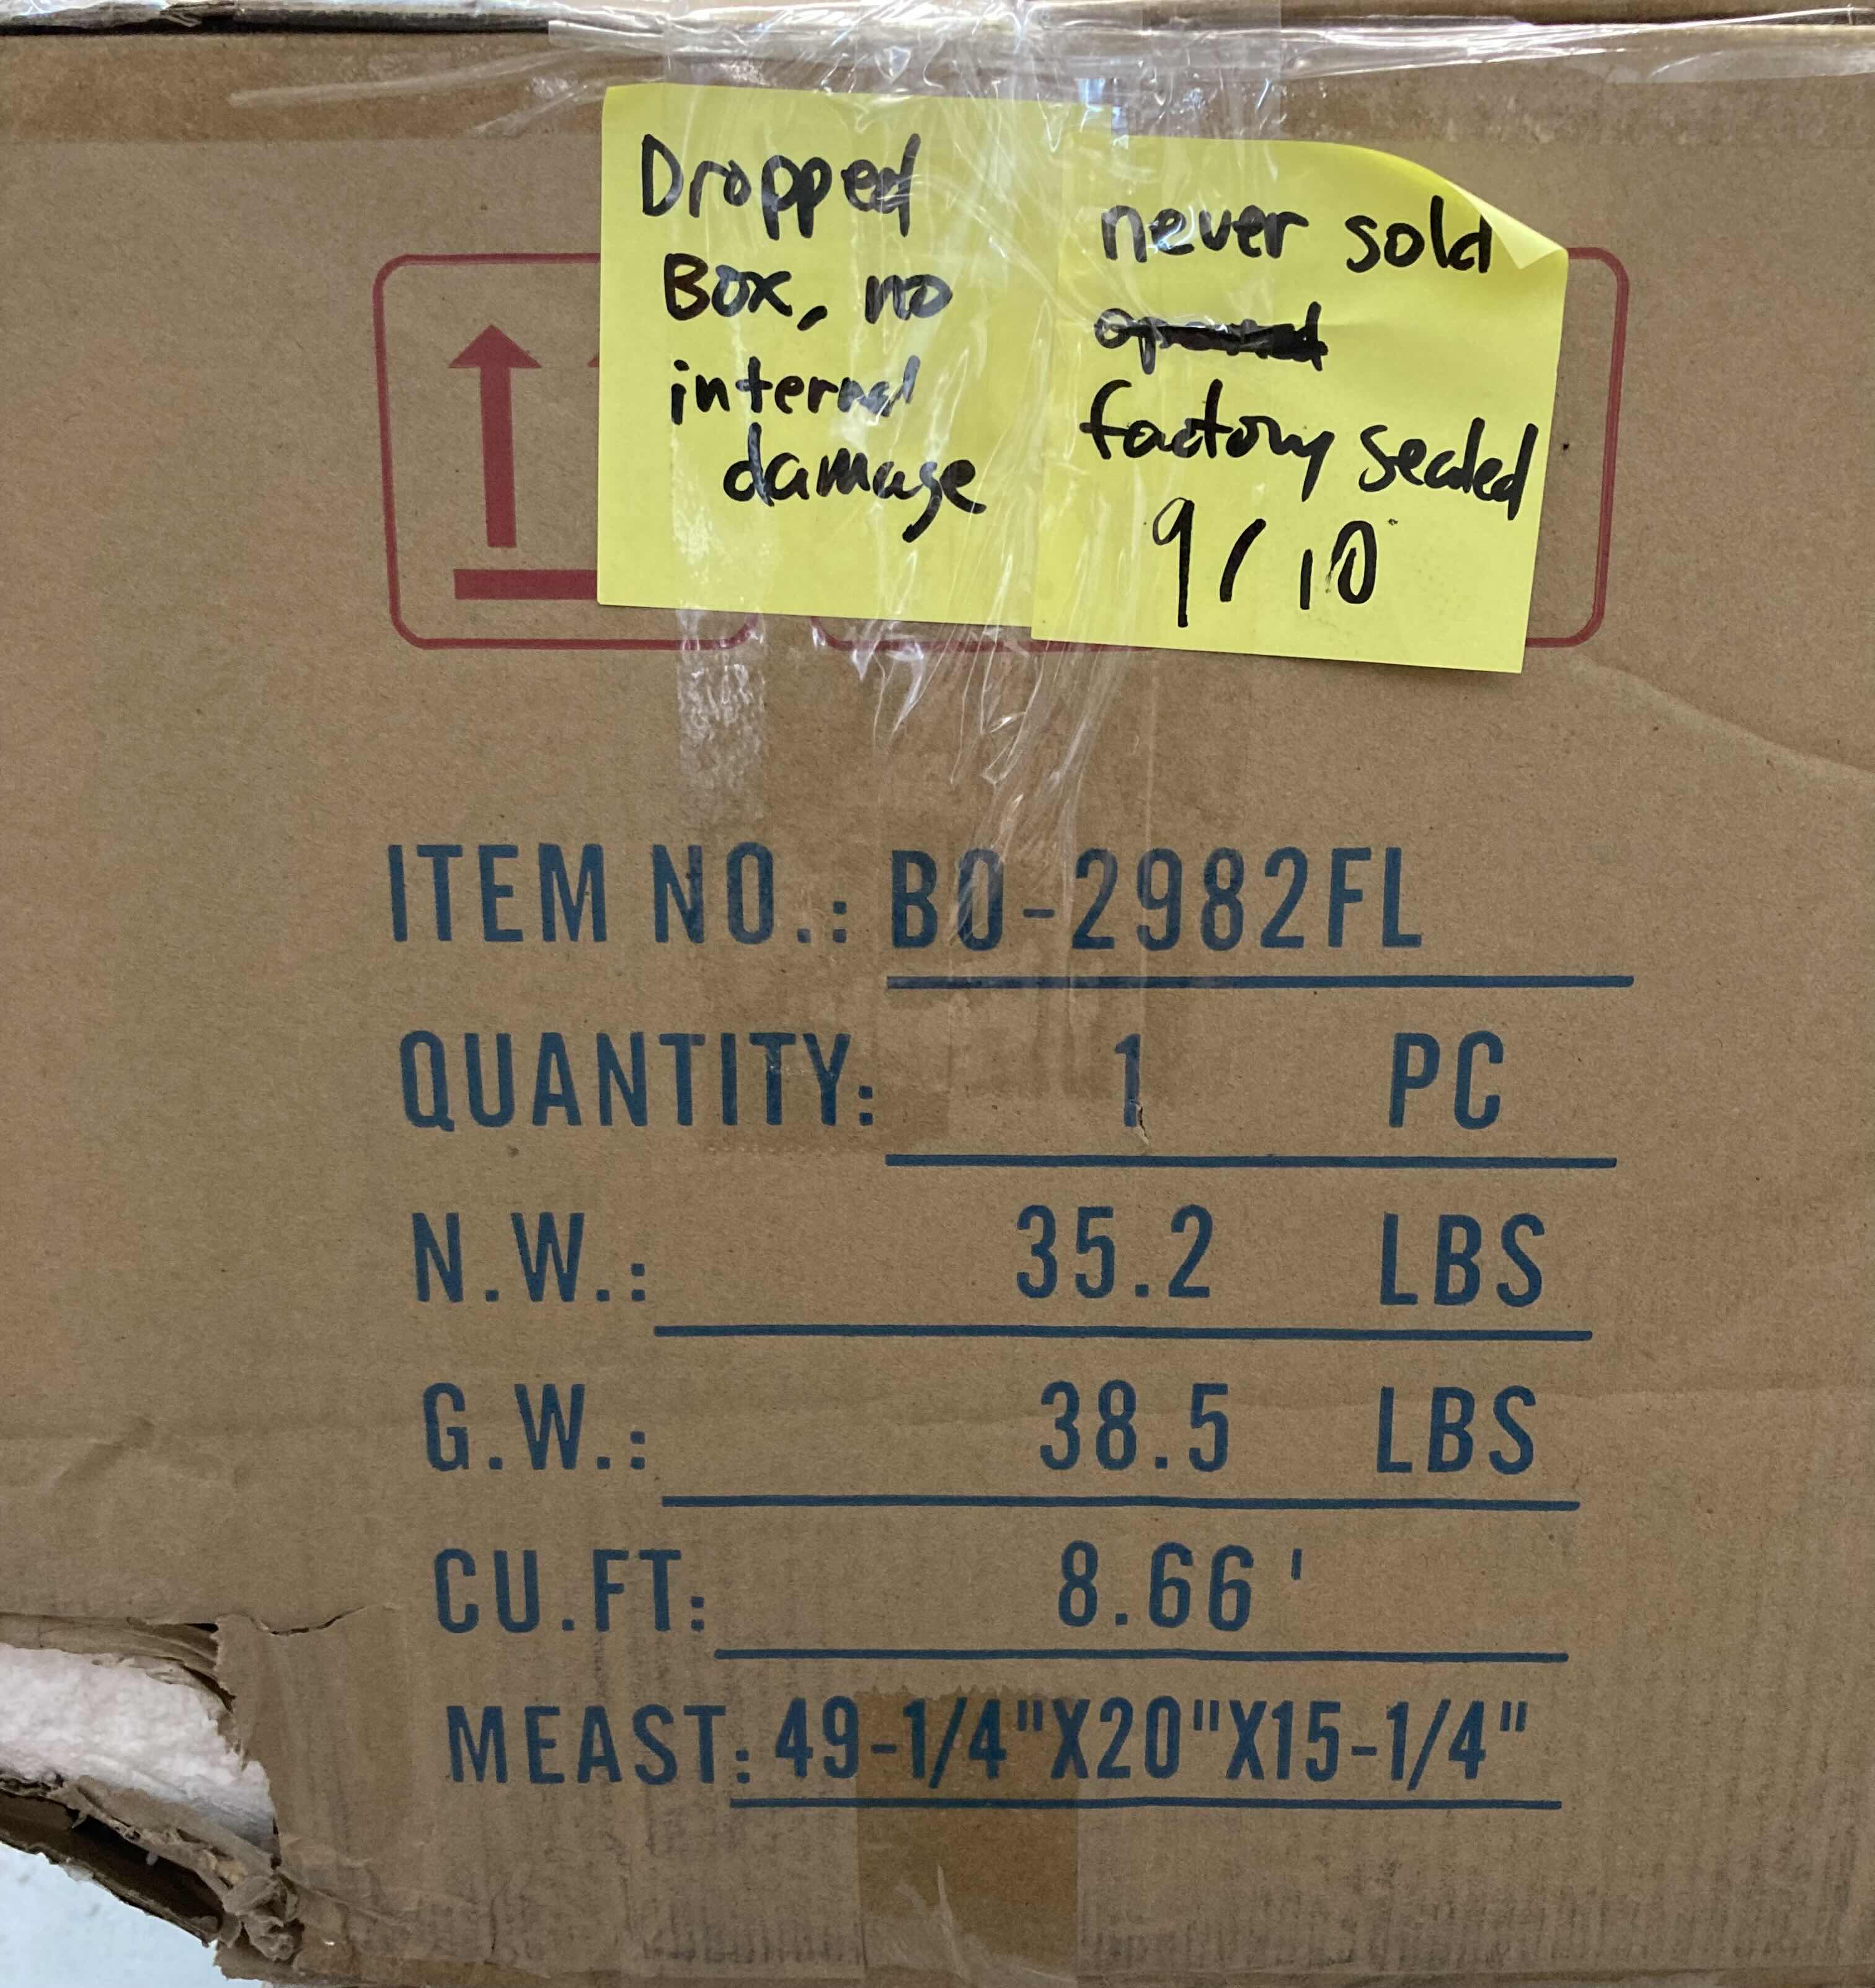 Dropped
Box, no
internal
damage
never sold
factory sealed
9/10
ITEM NO.: BO-2982FL
QUANTITY: 1 PC
N.W.: 35.2 LBS
G.W.: 38.5 LBS
CU.FT: 8.66'
MEAST: 49-1/4"X20"X15-1/4"